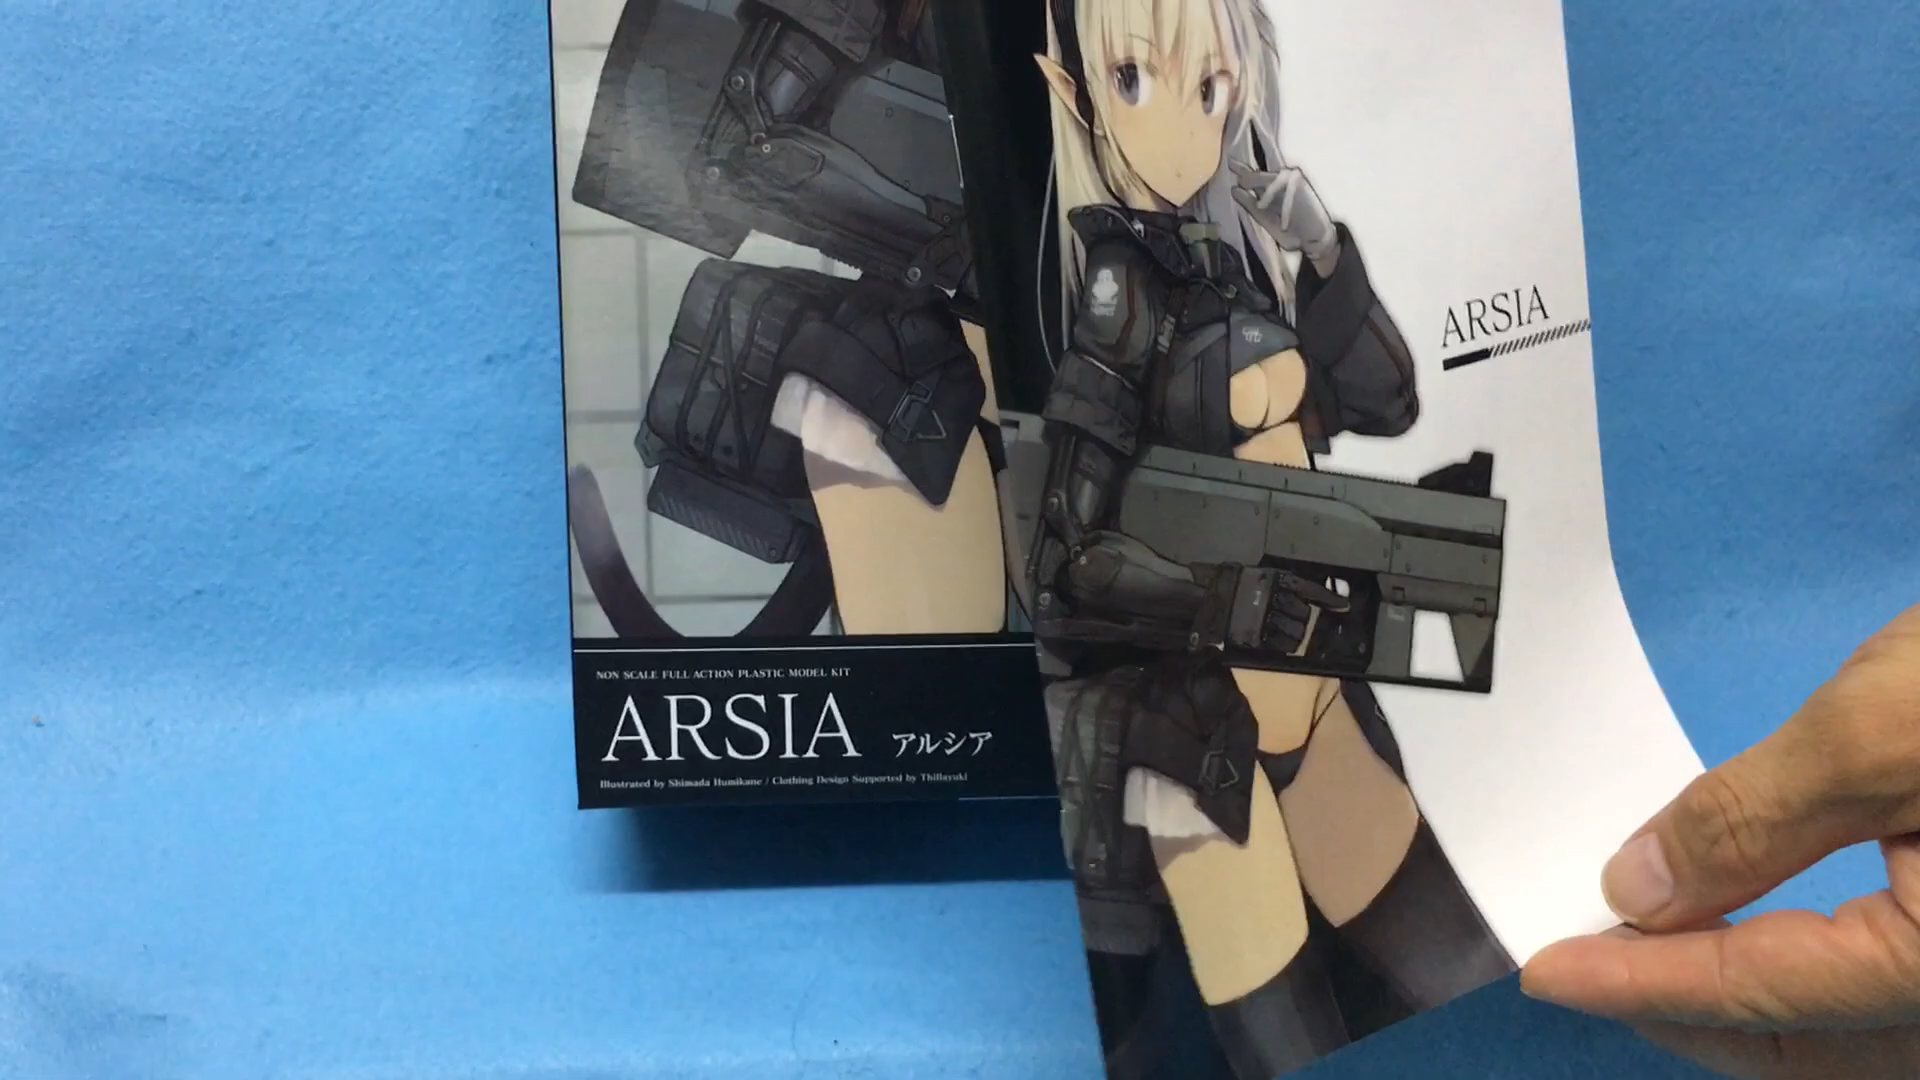 ARSIA
NON SCALE FULL ACTION PLASTIC MODEL KIT
ARSIA アルシア
Illustrated by Shimada Humikane / Clothing Design Supported by Thillayuki